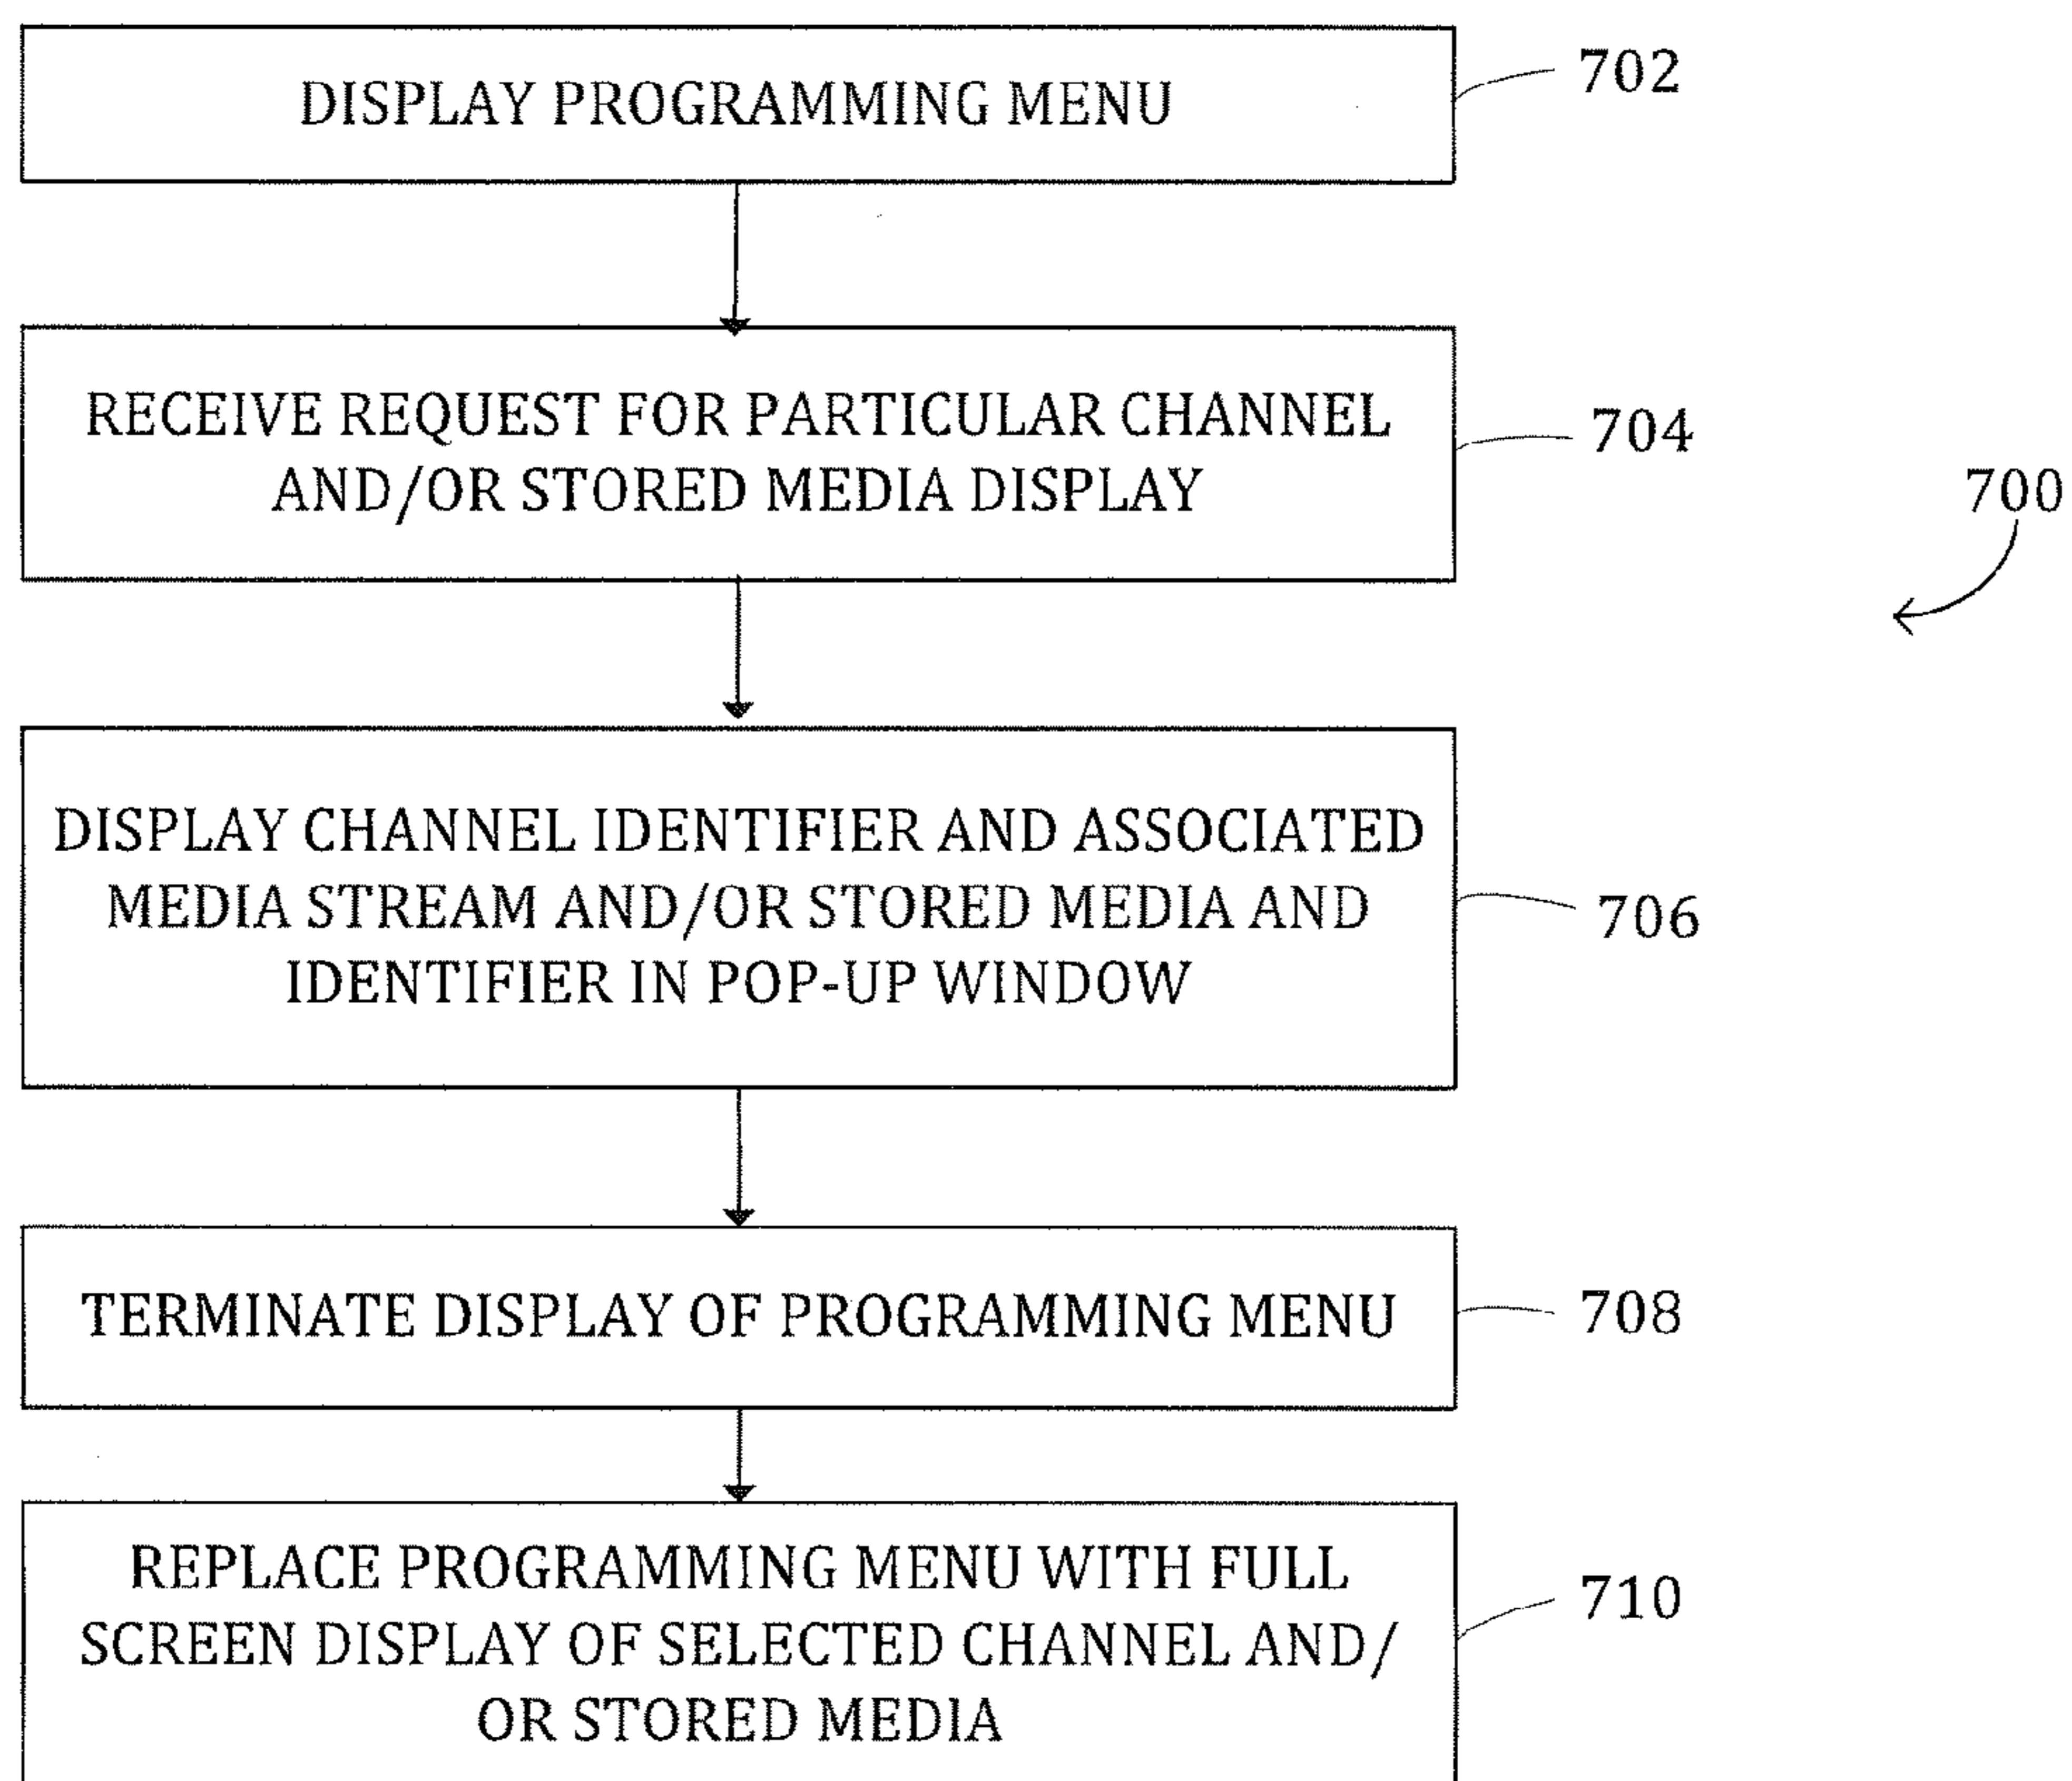 DISPLAY PROGRAMMING MENU
702
RECEIVE REQUEST FOR PARTICULAR CHANNEL
AND/OR STORED MEDIA DISPLAY
704
700
DISPLAY CHANNEL IDENTIFIER AND ASSOCIATED
MEDIA STREAM AND/OR STORED MEDIA AND
IDENTIFIER IN POP-UP WINDOW
706
TERMINATE DISPLAY OF PROGRAMMING MENU
708
REPLACE PROGRAMMING MENU WITH FULL
SCREEN DISPLAY OF SELECTED CHANNEL AND/
OR STORED MEDIA
710